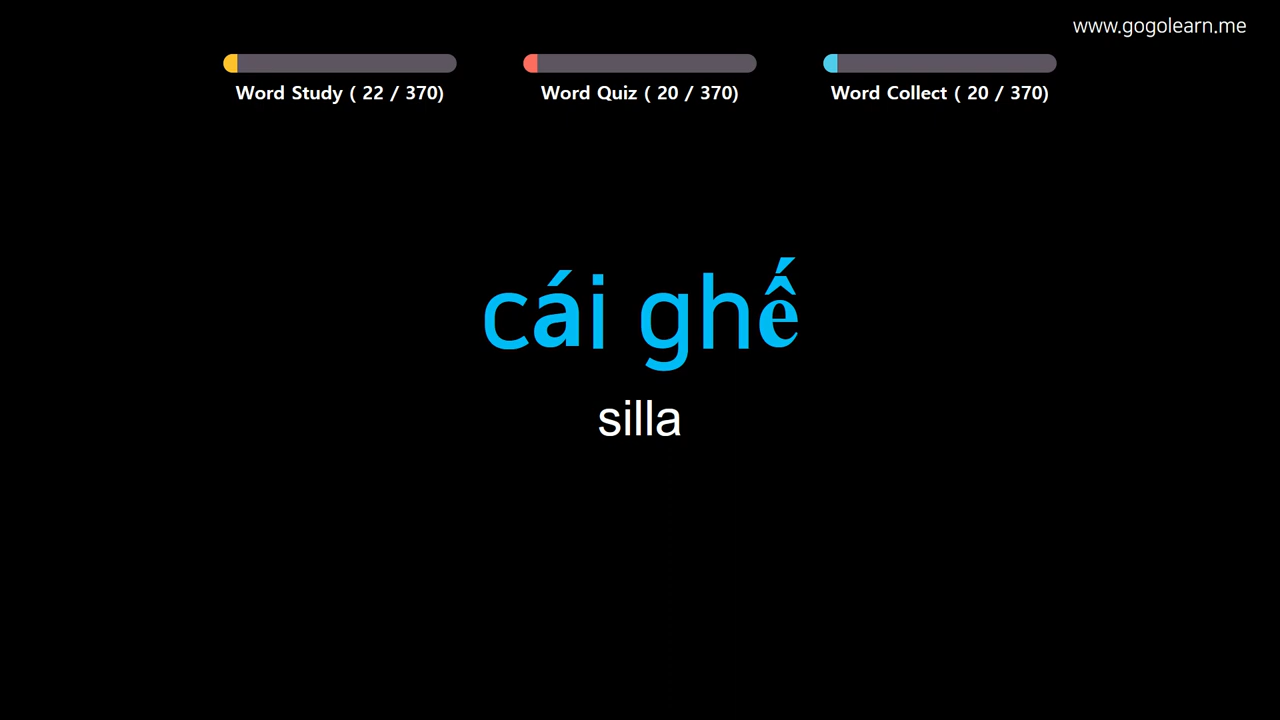 www.gogolearn.me
Word Study ( 22 / 370)
Word Quiz ( 20 / 370)
Word Collect ( 20 / 370)
cái ghế
silla